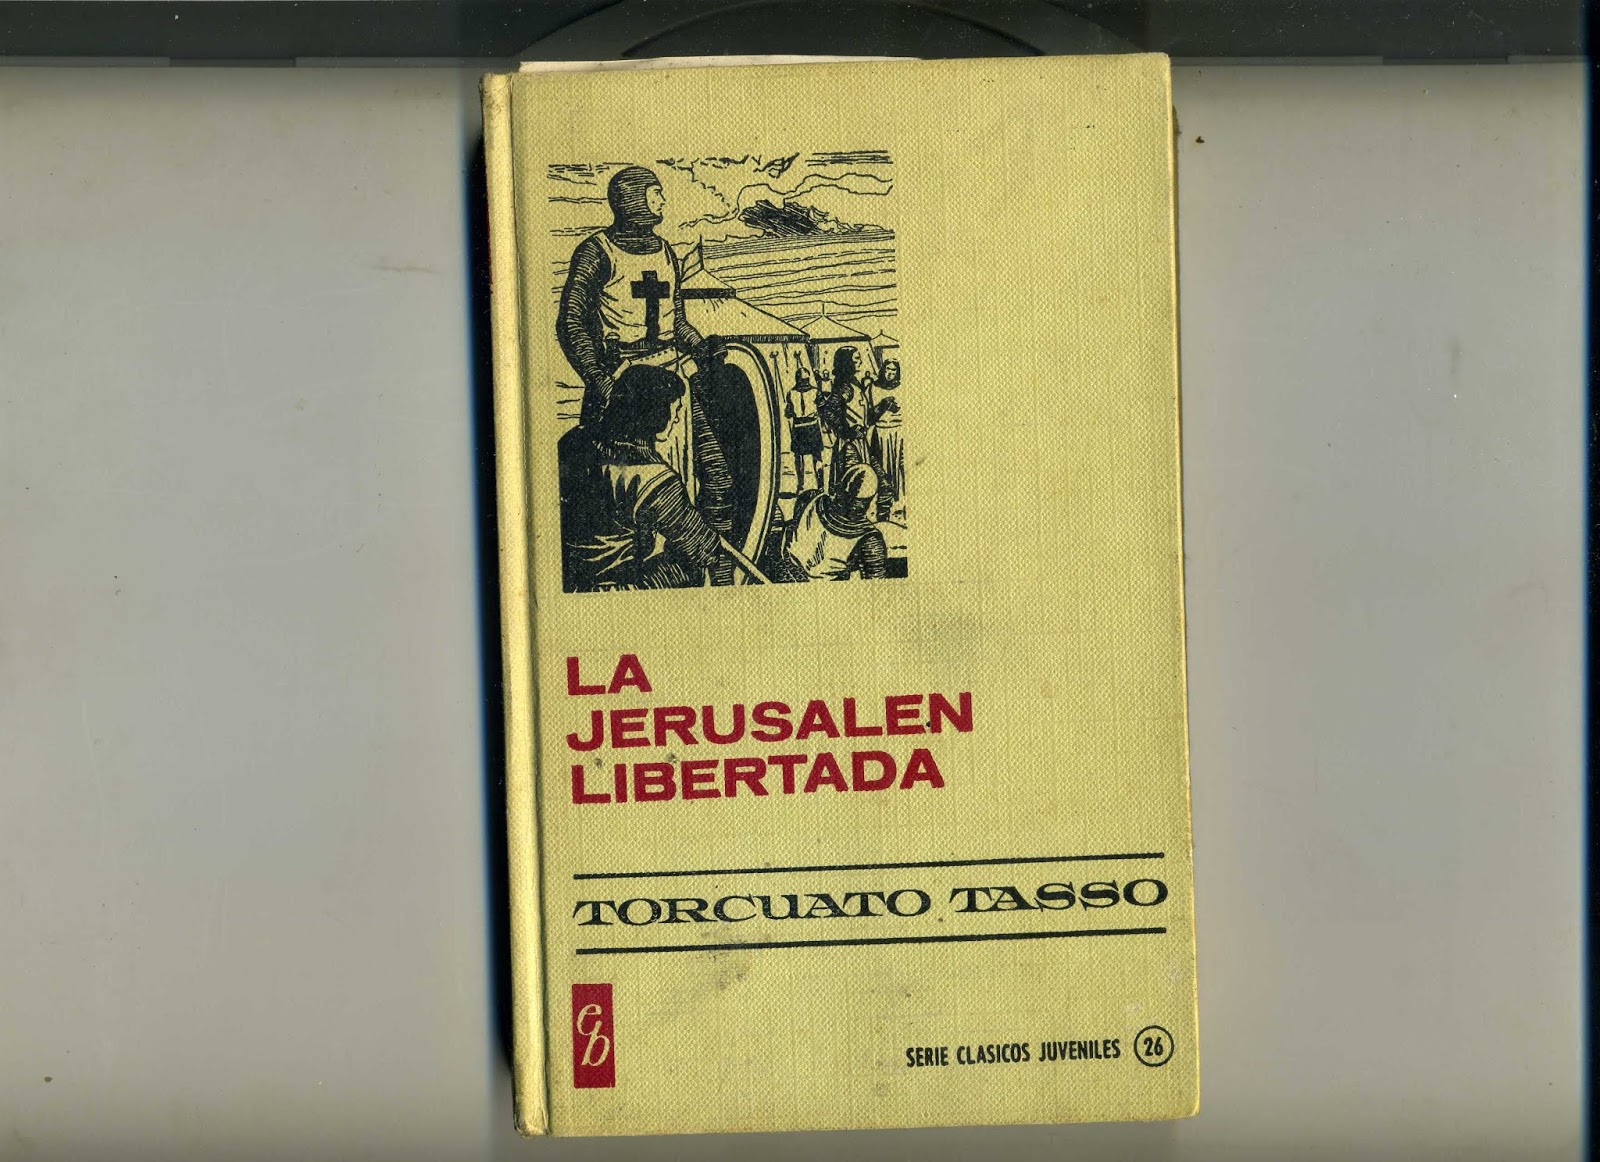 LA
JERUSALEN
LIBERTADA
TORCUATO TASSO
eb
SERIE CLASICOS JUVENILES 26